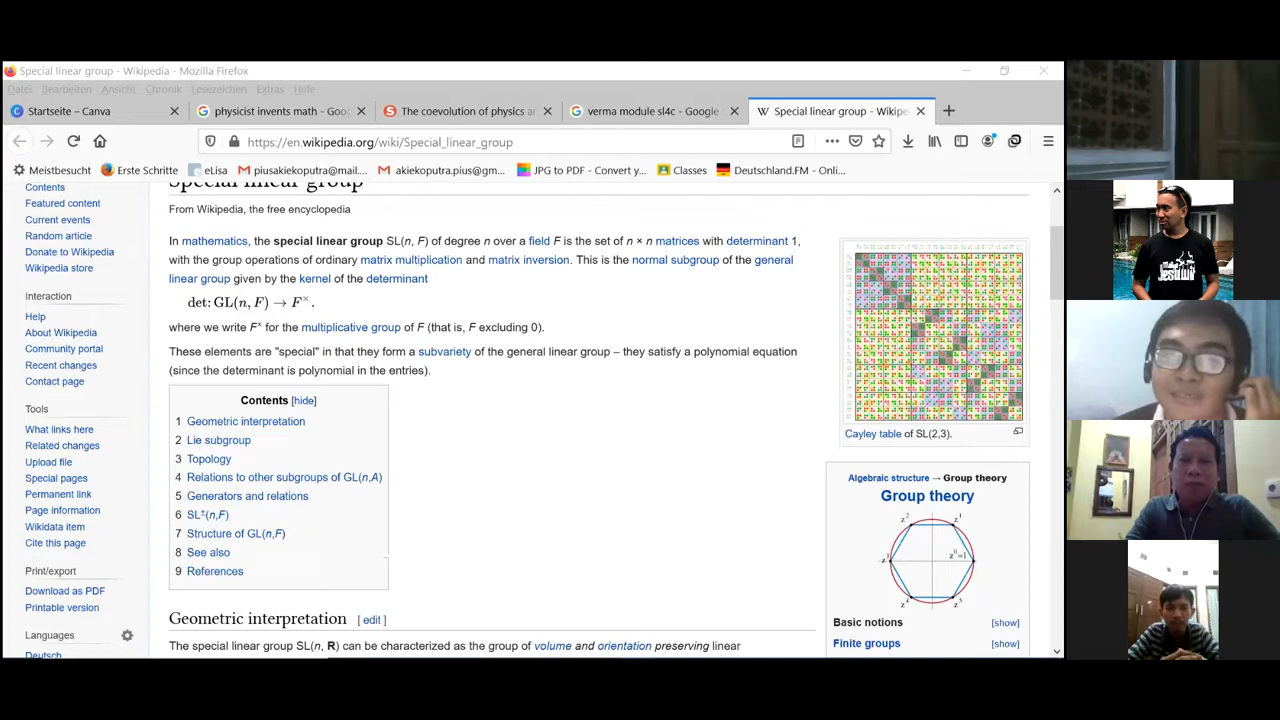 Special linear group - Wikipedia - Mozilla Firefox
Datei Bearbeiten Ansicht Chronik Lesezeichen Extras Hilfe
Startseite – Canva
physicist invents math - Goo
The coevolution of physics a
verma module sl4c - Google
Special linear group - Wikipe
https://en.wikipedia.org/wiki/Special_linear_group
Meistbesucht Erste Schritte eLisa piusakiekoputra@mail.... akiekoputra.pius@gm... JPG to PDF - Convert y... Classes Deutschland.FM - Onli...
Contents
Featured content
Current events
Random article
Donate to Wikipedia
Wikipedia store
Interaction
Help
About Wikipedia
Community portal
Recent changes
Contact page
Tools
What links here
Related changes
Upload file
Special pages
Permanent link
Page information
Wikidata item
Cite this page
Print/export
Download as PDF
Printable version
Languages
Deutsch
Special linear group
From Wikipedia, the free encyclopedia
In mathematics, the special linear group SL(n, F) of degree n over a field F is the set of n × n matrices with determinant 1,
with the group operations of ordinary matrix multiplication and matrix inversion. This is the normal subgroup of the general
linear group given by the kernel of the determinant
det: GL(n, F) → F×.
where we write F× for the multiplicative group of F (that is, F excluding 0).
These elements are "special" in that they form a subvariety of the general linear group – they satisfy a polynomial equation
(since the determinant is polynomial in the entries).
Contents [hide]
1 Geometric interpretation
2 Lie subgroup
3 Topology
4 Relations to other subgroups of GL(n,A)
5 Generators and relations
6 SL±(n,F)
7 Structure of GL(n,F)
8 See also
9 References
Geometric interpretation [ edit ]
The special linear group SL(n, R) can be characterized as the group of volume and orientation preserving linear
Cayley table of SL(2,3).
Algebraic structure → Group theory
Group theory
z² z¹
z³ z⁰=1
z⁴ z⁵
Basic notions [show]
Finite groups [show]
THE
Jesuit